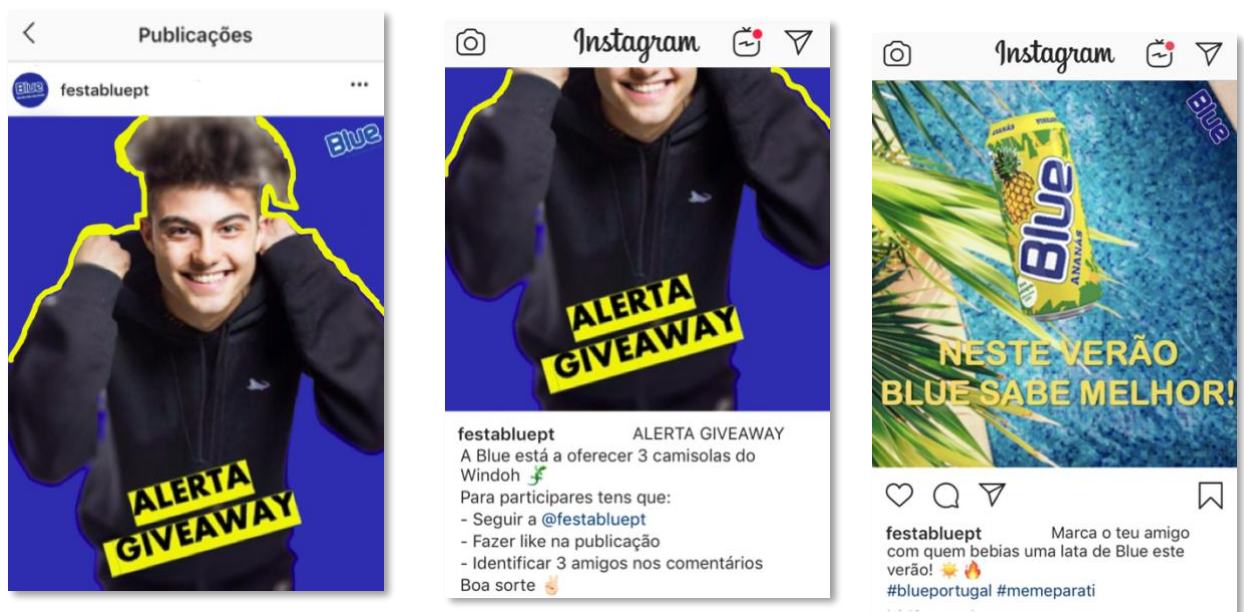 Publicações
Blue
festabluept
Blue
ALERTA
GIVEAWAY
Instagram
ALERTA
GIVEAWAY
festabluept ALERTA GIVEAWAY
A Blue está a oferecer 3 camisolas do
Windoh 🦎
Para participares tens que:
- Seguir a @festabluept
- Fazer like na publicação
- Identificar 3 amigos nos comentários
Boa sorte ✌🏻
Instagram
Blue
Blue
ANANÁS
NESTE VERÃO
BLUE SABE MELHOR!
festabluept Marca o teu amigo
com quem bebias uma lata de Blue este
verão! ☀️ 🔥
#blueportugal #memeparati